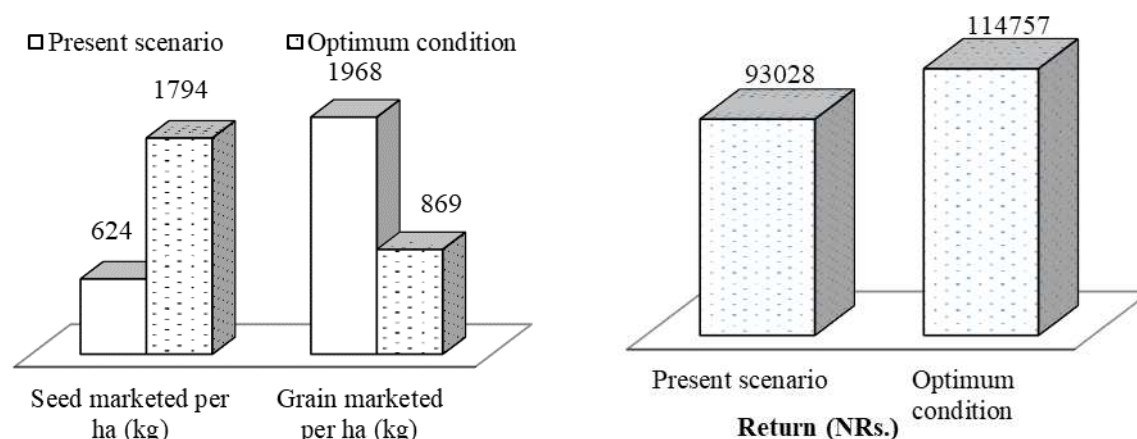 Present scenario
Optimum condition
1968
1794
624
869
Seed marketed per
ha (kg)
Grain marketed
per ha (kg)
114757
93028
Present scenario
Optimum
condition
Return (NRs.)